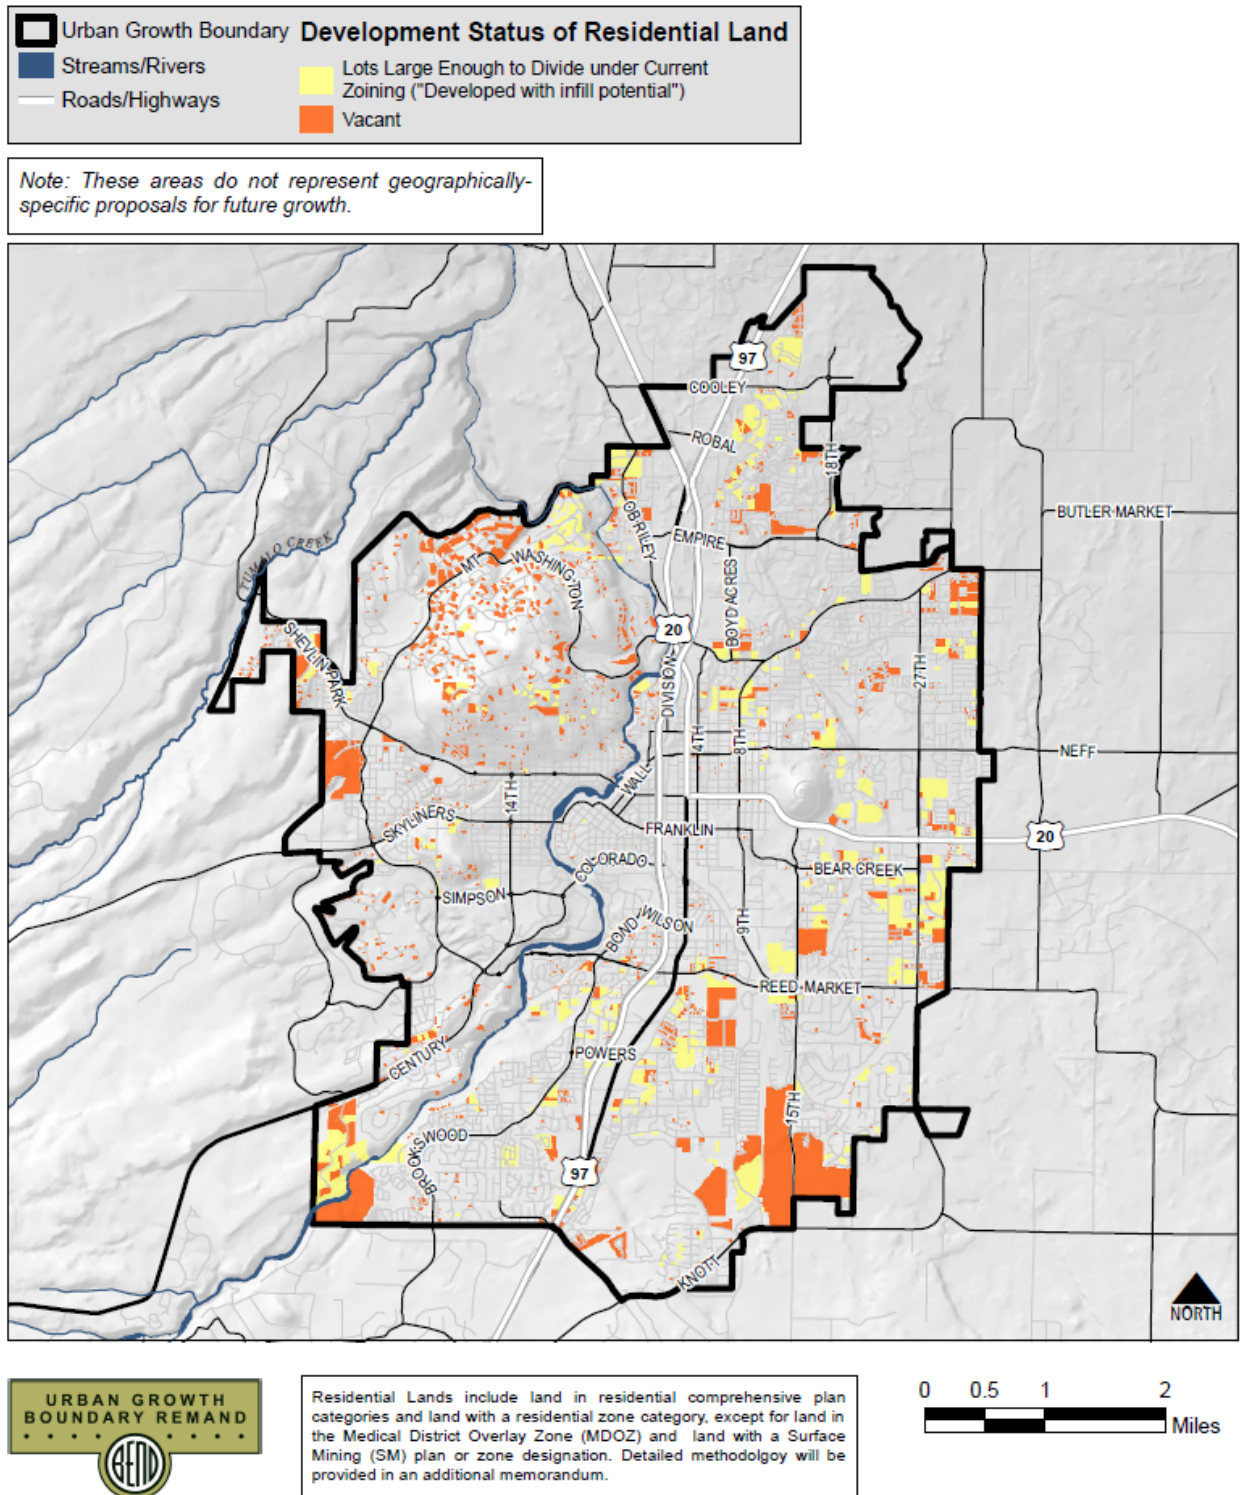 Urban Growth Boundary
Streams/Rivers
Roads/Highways
Development Status of Residential Land
Lots Large Enough to Divide under Current
Zoining ("Developed with infill potential")
Vacant
Note: These areas do not represent geographically-
specific proposals for future growth.
97
COOLEY
ROBAL
18TH
OB RILEY
EMPIRE
BUTLER MARKET
TUMALO CREEK
MT WASHINGTON
BOYD ACRES
20
SHEVLIN PARK
DIVISION
27TH
4TH
8TH
NEFF
WALL
14TH
SKYLINERS
FRANKLIN
20
COLORADO
BEAR CREEK
SIMPSON
BOND
WILSON
9TH
REED MARKET
CENTURY
POWERS
15TH
BROOKSWOOD
97
KNOTT
NORTH
URBAN GROWTH
BOUNDARY REMAND
BEND
Residential Lands include land in residential comprehensive plan
categories and land with a residential zone category, except for land in
the Medical District Overlay Zone (MDOZ) and land with a Surface
Mining (SM) plan or zone designation. Detailed methodolgoy will be
provided in an additional memorandum.
0 0.5 1 2
Miles